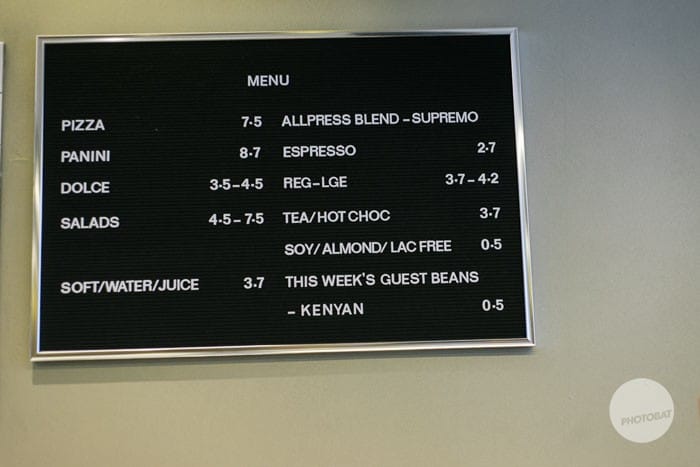 MENU
PIZZA 7.5
PANINI 8.7
DOLCE 3.5-4.5
SALADS 4.5-7.5
SOFT/WATER/JUICE 3.7
ALLPRESS BLEND -SUPREMO
ESPRESSO 2.7
REG-LGE 3.7-4.2
TEA/HOT CHOC 3.7
SOY/ALMOND/ LAC FREE 0.5
THIS WEEK'S GUEST BEANS
- KENYAN 0.5
PHOTOBAT